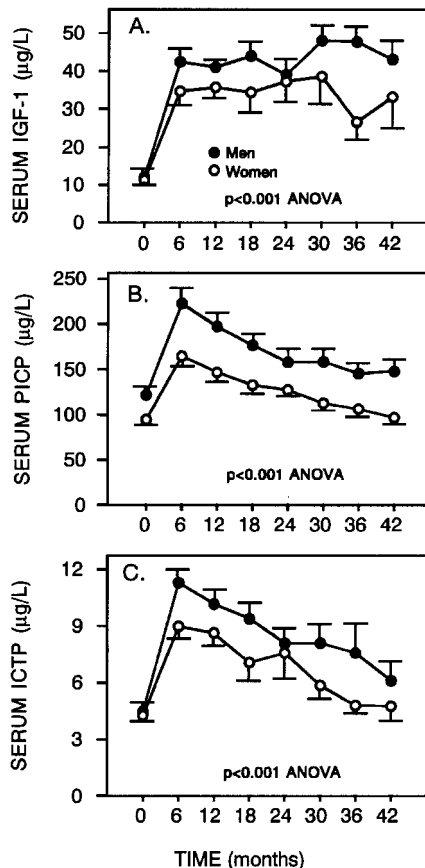 A.
SERUM IGF-1 (µg/L)
50
40
30
20
10
0
Men
Women
p<0.001 ANOVA
0 6 12 18 24 30 36 42
B.
SERUM PICP (µg/L)
250
200
150
100
50
0
p<0.001 ANOVA
0 6 12 18 24 30 36 42
C.
SERUM ICTP (µg/L)
12
9
6
3
0
p<0.001 ANOVA
0 6 12 18 24 30 36 42
TIME (months)